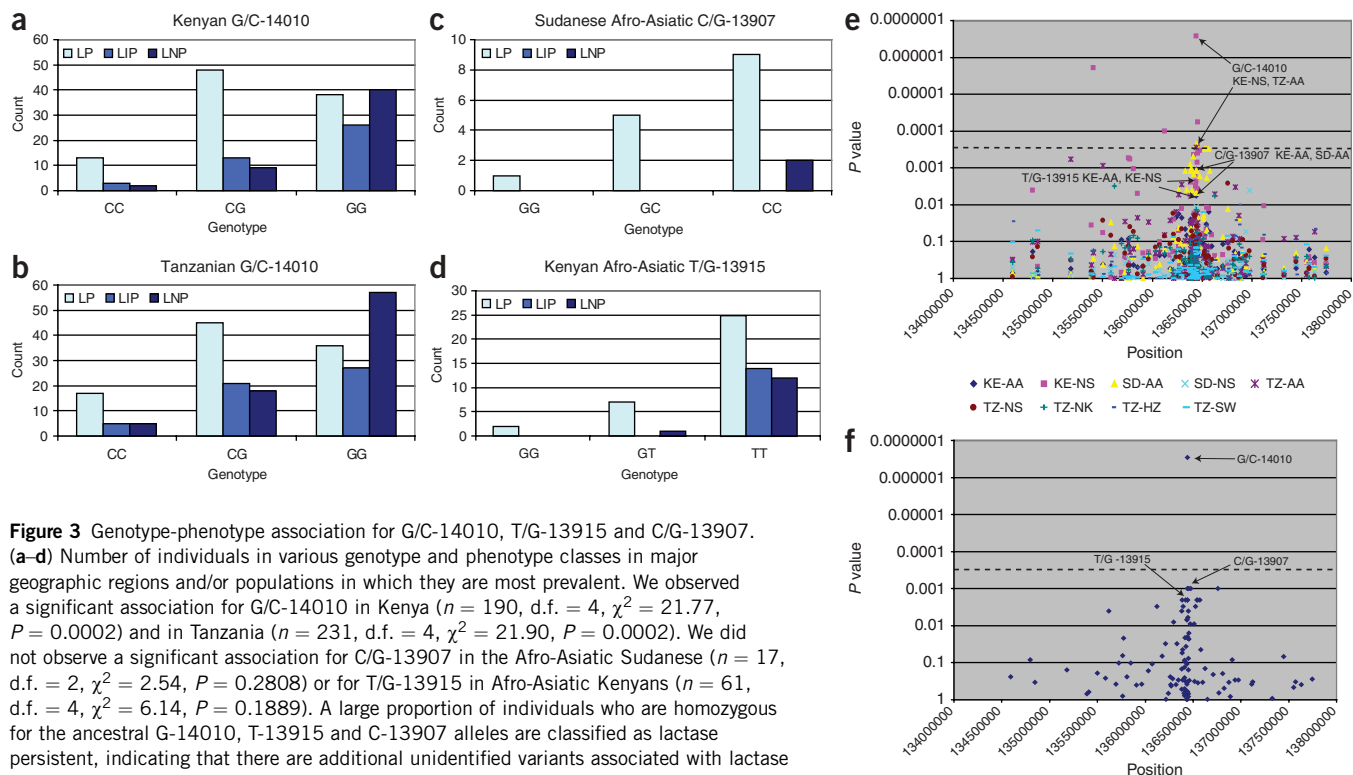 a
Kenyan G/C-14010
LP LIP LNP
Count
60
50
40
30
20
10
0
CC CG GG
Genotype
b
Tanzanian G/C-14010
LP LIP LNP
Count
60
50
40
30
20
10
0
CC CG GG
Genotype
c
Sudanese Afro-Asiatic C/G-13907
LP LIP LNP
Count
10
8
6
4
2
0
GG GC CC
Genotype
d
Kenyan Afro-Asiatic T/G-13915
LP LIP LNP
Count
30
25
20
15
10
5
0
GG GT TT
Genotype
Figure 3 Genotype-phenotype association for G/C-14010, T/G-13915 and C/G-13907.
(a–d) Number of individuals in various genotype and phenotype classes in major
geographic regions and/or populations in which they are most prevalent. We observed
a significant association for G/C-14010 in Kenya (n = 190, d.f. = 4, χ² = 21.77,
P = 0.0002) and in Tanzania (n = 231, d.f. = 4, χ² = 21.90, P = 0.0002). We did
not observe a significant association for C/G-13907 in the Afro-Asiatic Sudanese (n = 17,
d.f. = 2, χ² = 2.54, P = 0.2808) or for T/G-13915 in Afro-Asiatic Kenyans (n = 61,
d.f. = 4, χ² = 6.14, P = 0.1889). A large proportion of individuals who are homozygous
for the ancestral G-14010, T-13915 and C-13907 alleles are classified as lactase
persistent, indicating that there are additional unidentified variants associated with lactase
e
P value
0.0000001
0.000001
0.00001
0.0001
0.001
0.01
0.1
1
G/C-14010
KE-NS, TZ-AA
C/G-13907 KE-AA, SD-AA
T/G-13915 KE-AA, KE-NS
134000000 134500000 135000000 135500000 136000000 136500000 137000000 137500000 138000000
Position
KE-AA KE-NS SD-AA SD-NS TZ-AA
TZ-NS TZ-NK TZ-HZ TZ-SW
f
P value
0.0000001
0.000001
0.00001
0.0001
0.001
0.01
0.1
1
G/C-14010
T/G -13915
C/G-13907
134000000 134500000 135000000 135500000 136000000 136500000 137000000 137500000 138000000
Position